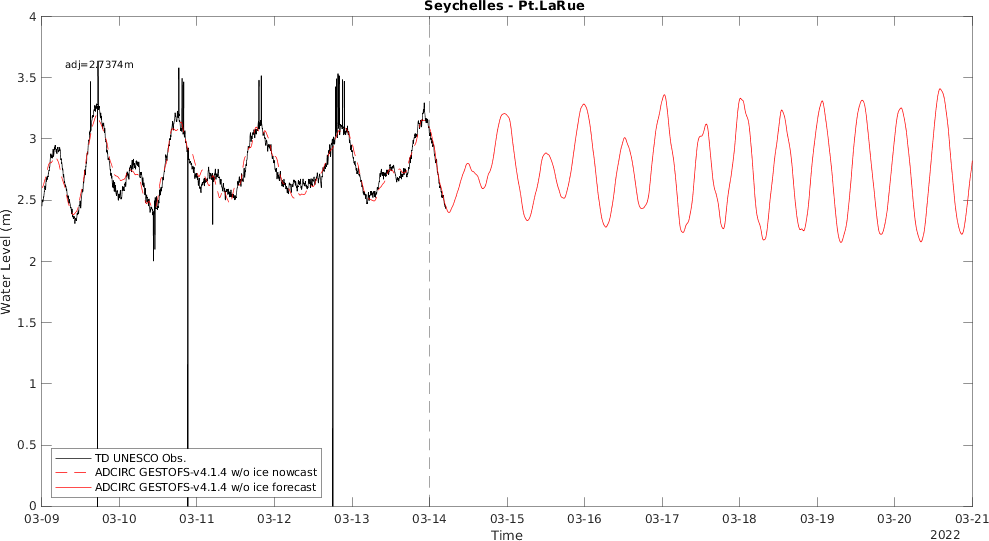 Seychelles - Pt.LaRue
4
adj=2.7374m
3.5
3
2.5
2
1.5
1
0.5
0
Water Level (m)
TD UNESCO Obs.
ADCIRC GESTOFS-v4.1.4 w/o ice nowcast
ADCIRC GESTOFS-v4.1.4 w/o ice forecast
03-09 03-10 03-11 03-12 03-13 03-14 03-15 03-16 03-17 03-18 03-19 03-20 03-21
Time
2022